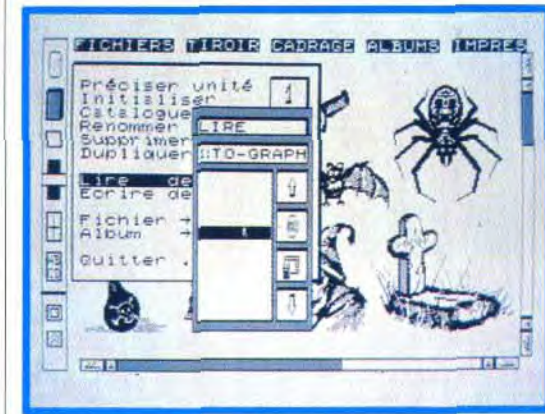 FICHIERS TIROIR CADRAGE ALBUMS IMPRES
Préciser unité 1
Initialiser
Catalogue
Renommer
Supprimer
Dupliquer
Lire de
Ecrire de
Fichier →
Album →
Quitter .
LIRE
:TO-GRAPH